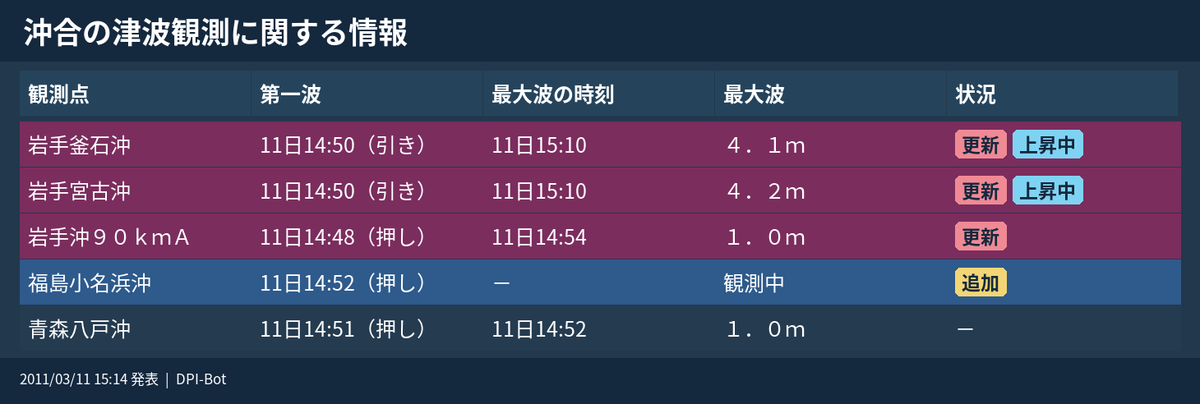 沖合の津波観測に関する情報
観測点 第一波 最大波の時刻 最大波 状況
岩手釜石沖 11日14:50（引き） 11日15:10 ４．１ｍ 更新 上昇中
岩手宮古沖 11日14:50（引き） 11日15:10 ４．２ｍ 更新 上昇中
岩手沖９０ｋｍＡ 11日14:48（押し） 11日14:54 １．０ｍ 更新
福島小名浜沖 11日14:52（押し） － 観測中 追加
青森八戸沖 11日14:51（押し） 11日14:52 １．０ｍ －
2011/03/11 15:14 発表 | DPI-Bot